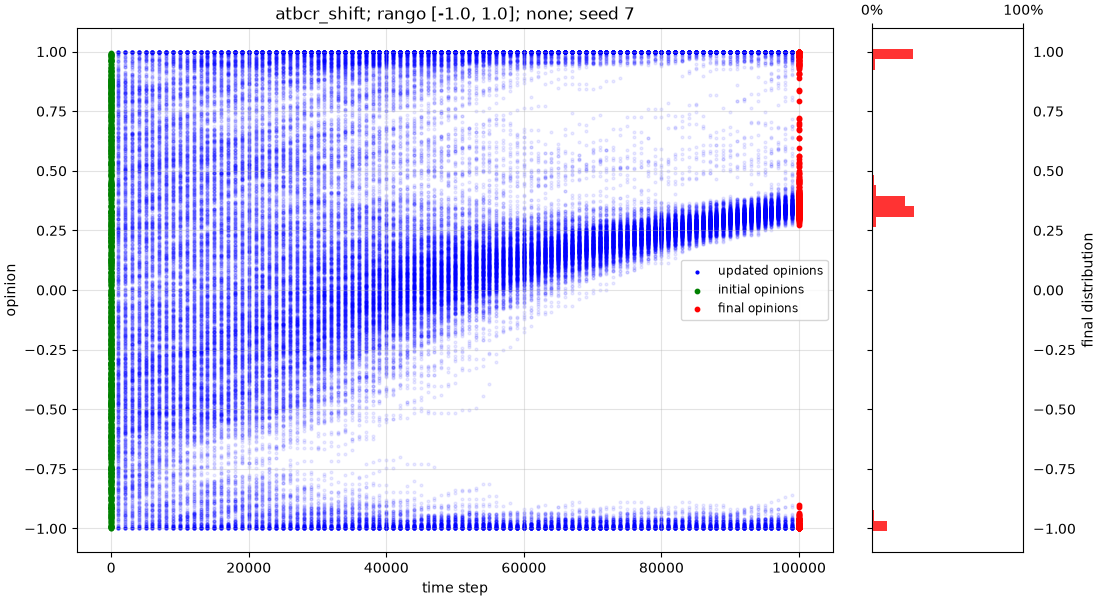 atbcr_shift; rango [-1.0, 1.0]; none; seed 7
0% 100%
1.00 1.00
0.75 0.75
0.50 0.50
0.25 0.25
0.00 0.00
−0.25 −0.25
−0.50 −0.50
−0.75 −0.75
−1.00 −1.00
opinion
updated opinions
initial opinions
final opinions
final distribution
0 20000 40000 60000 80000 100000
time step